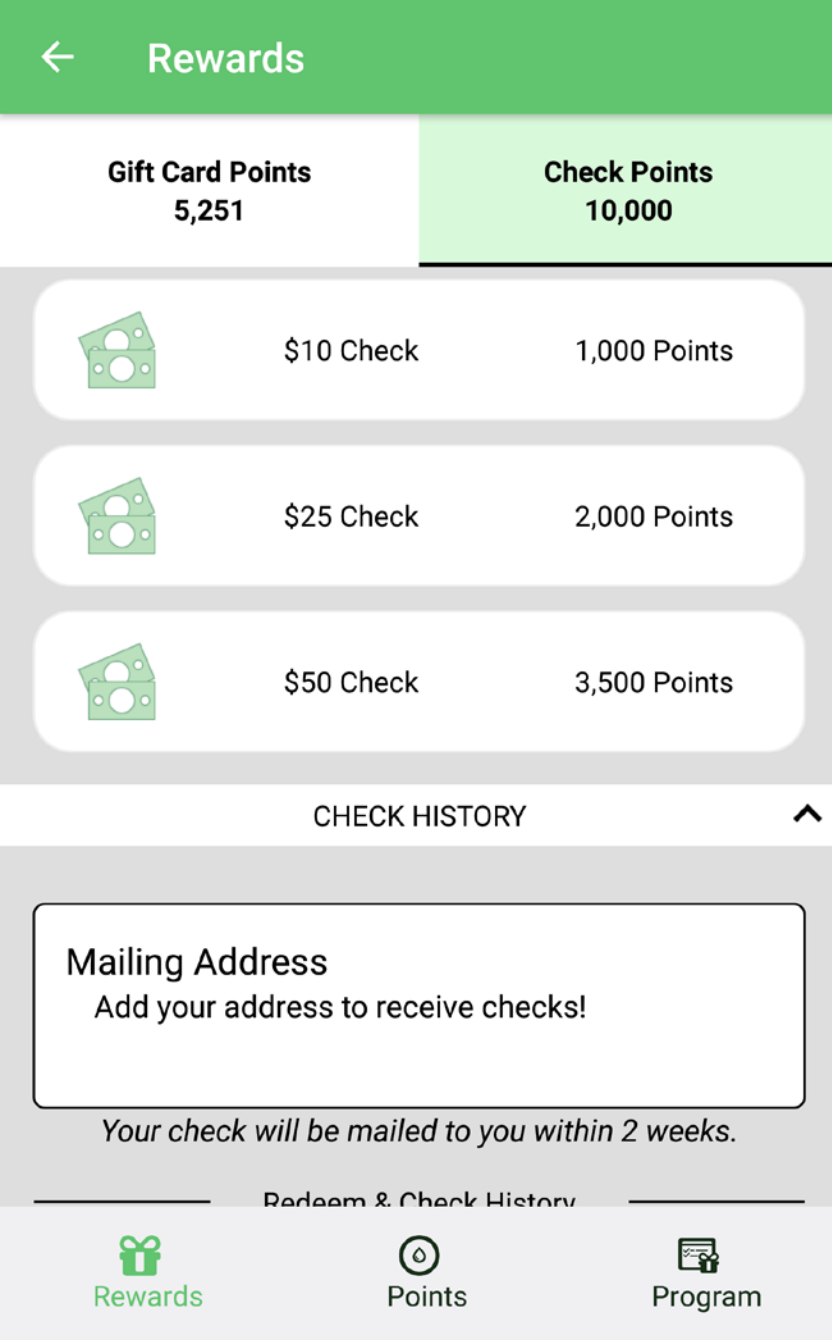 Rewards
Gift Card Points
5,251
Check Points
10,000
$10 Check 1,000 Points
$25 Check 2,000 Points
$50 Check 3,500 Points
CHECK HISTORY
Mailing Address
Add your address to receive checks!
Your check will be mailed to you within 2 weeks.
Redeem & Check History
Rewards Points Program